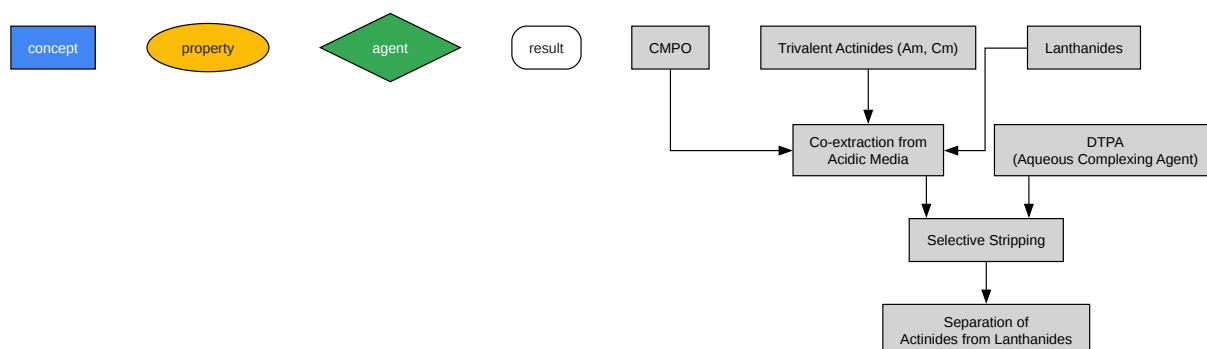 concept
property
agent
result
CMPO
Trivalent Actinides (Am, Cm)
Lanthanides
Co-extraction from
Acidic Media
DTPA
(Aqueous Complexing Agent)
Selective Stripping
Separation of
Actinides from Lanthanides